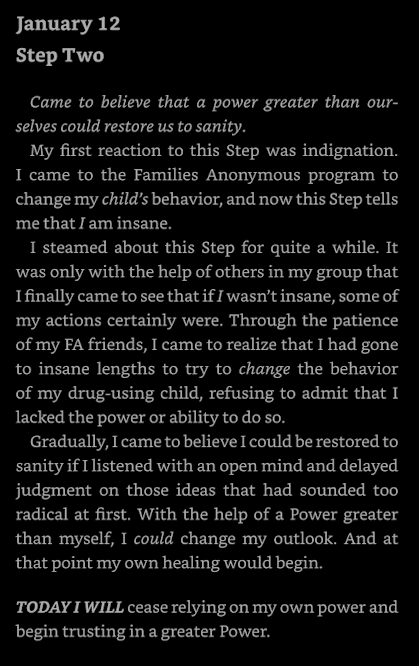 January 12
Step Two
Came to believe that a power greater than our-
selves could restore us to sanity.
My first reaction to this Step was indignation.
I came to the Families Anonymous program to
change my child's behavior, and now this Step tells
me that I am insane.
I steamed about this Step for quite a while. It
was only with the help of others in my group that
I finally came to see that if I wasn't insane, some of
my actions certainly were. Through the patience
of my FA friends, I came to realize that I had gone
to insane lengths to try to change the behavior
of my drug-using child, refusing to admit that I
lacked the power or ability to do so.
Gradually, I came to believe I could be restored to
sanity if I listened with an open mind and delayed
judgment on those ideas that had sounded too
radical at first. With the help of a Power greater
than myself, I could change my outlook. And at
that point my own healing would begin.
TODAY I WILL cease relying on my own power and
begin trusting in a greater Power.